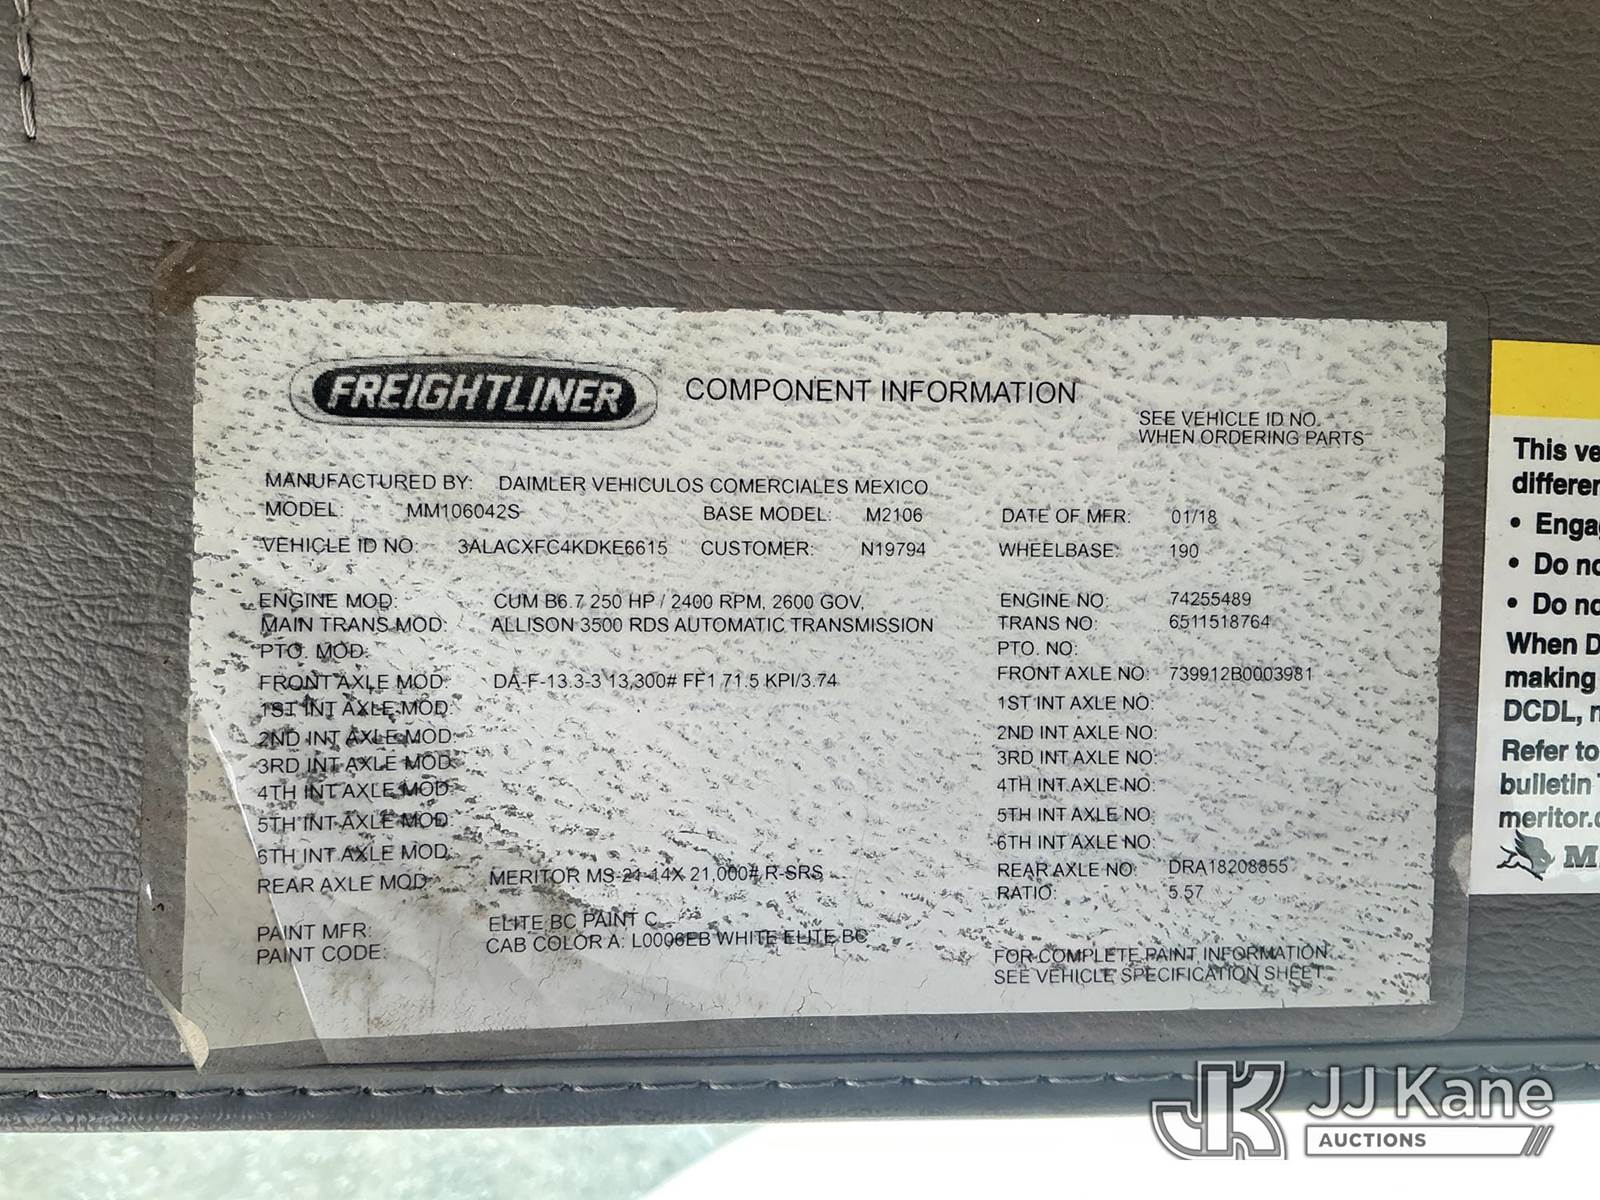 FREIGHTLINER COMPONENT INFORMATION
SEE VEHICLE ID NO.
WHEN ORDERING PARTS
MANUFACTURED BY: DAIMLER VEHICULOS COMERCIALES MEXICO
MODEL: MM106042S BASE MODEL: M2106 DATE OF MFR: 01/18
VEHICLE ID NO: 3ALACXFC4KDKE6615 CUSTOMER: N19794 WHEELBASE: 190
ENGINE MOD: CUM B6.7 250 HP / 2400 RPM, 2600 GOV, ENGINE NO: 74255489
MAIN TRANS MOD: ALLISON 3500 RDS AUTOMATIC TRANSMISSION TRANS NO: 6511518764
PTO. MOD: PTO. NO:
FRONT AXLE MOD: DA-F-13.3-3 13,300# FF1 71.5 KPI/3.74 FRONT AXLE NO: 739912B0003981
1ST INT AXLE MOD: 1ST INT AXLE NO:
2ND INT AXLE MOD: 2ND INT AXLE NO:
3RD INT AXLE MOD: 3RD INT AXLE NO:
4TH INT AXLE MOD: 4TH INT AXLE NO:
5TH INT AXLE MOD: 5TH INT AXLE NO:
6TH INT AXLE MOD: 6TH INT AXLE NO:
REAR AXLE MOD: MERITOR MS-21-14X 21,000# R-SRS REAR AXLE NO: DRA18208855
RATIO: 5.57
PAINT MFR: ELITE BC PAINT C
PAINT CODE: CAB COLOR A: L0006EB WHITE ELITE BC
FOR COMPLETE PAINT INFORMATION
SEE VEHICLE SPECIFICATION SHEET
This ve
differen
• Enga
• Do no
• Do no
When D
making
DCDL, n
Refer to
bulletin T
meritor.c
M
JK JJ Kane
AUCTIONS